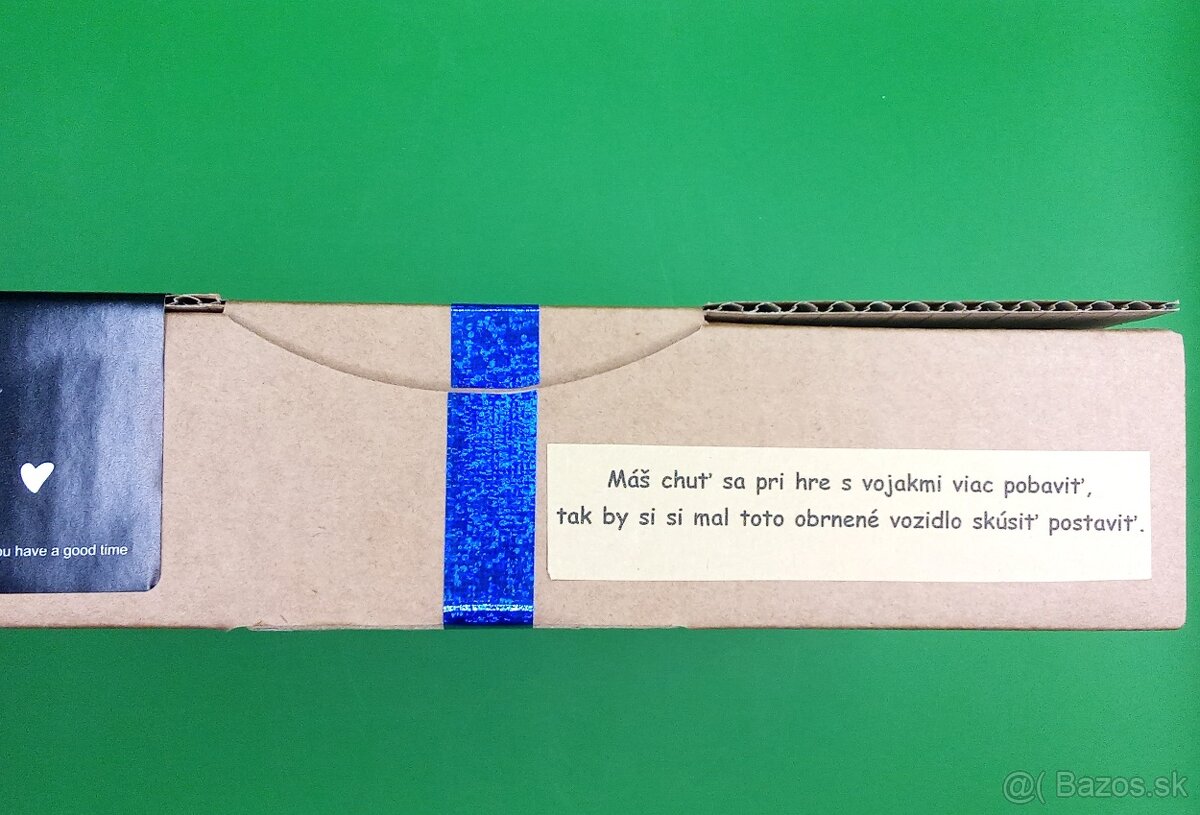 Máš chuť sa pri hre s vojakmi viac pobaviť,
tak by si si mal toto obrnené vozidlo skúsiť postaviť.
have a good time
@( Bazos.sk